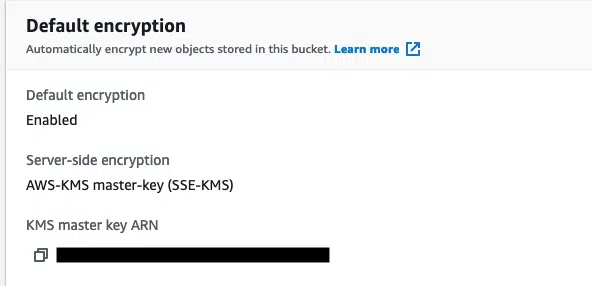 Default encryption
Automatically encrypt new objects stored in this bucket. Learn more
Default encryption
Enabled
Server-side encryption
AWS-KMS master-key (SSE-KMS)
KMS master key ARN